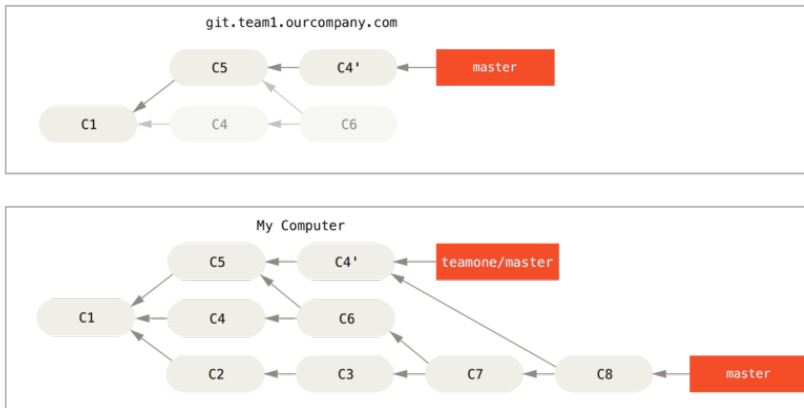 git.team1.ourcompany.com
C5 C4' master
C1 C4 C6
My Computer
C5 C4' teamone/master
C1 C4 C6
C2 C3 C7 C8 master